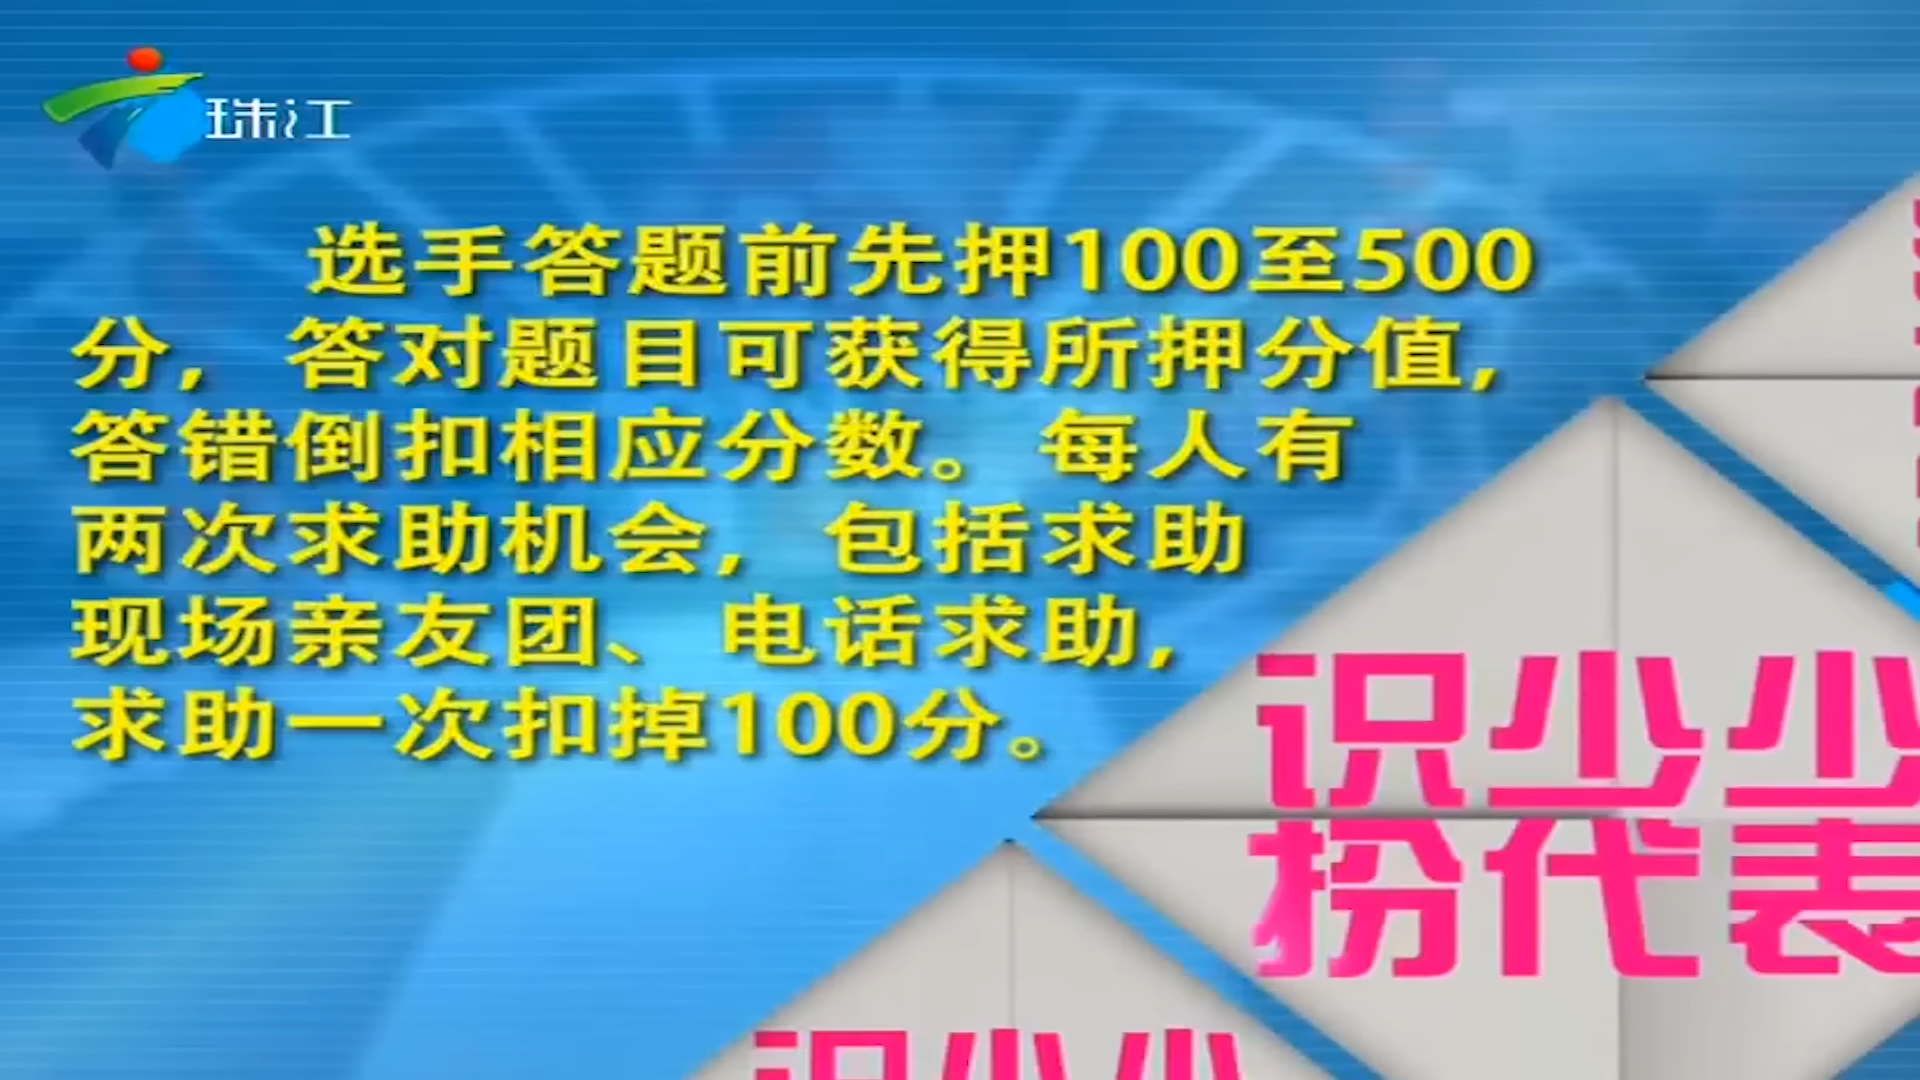 珠江
选手答题前先押100至500
分，答对题目可获得所押分值，
答错倒扣相应分数。每人有
两次求助机会，包括求助
现场亲友团、电话求助，
求助一次扣掉100分。
识少少
扮代表
识少少